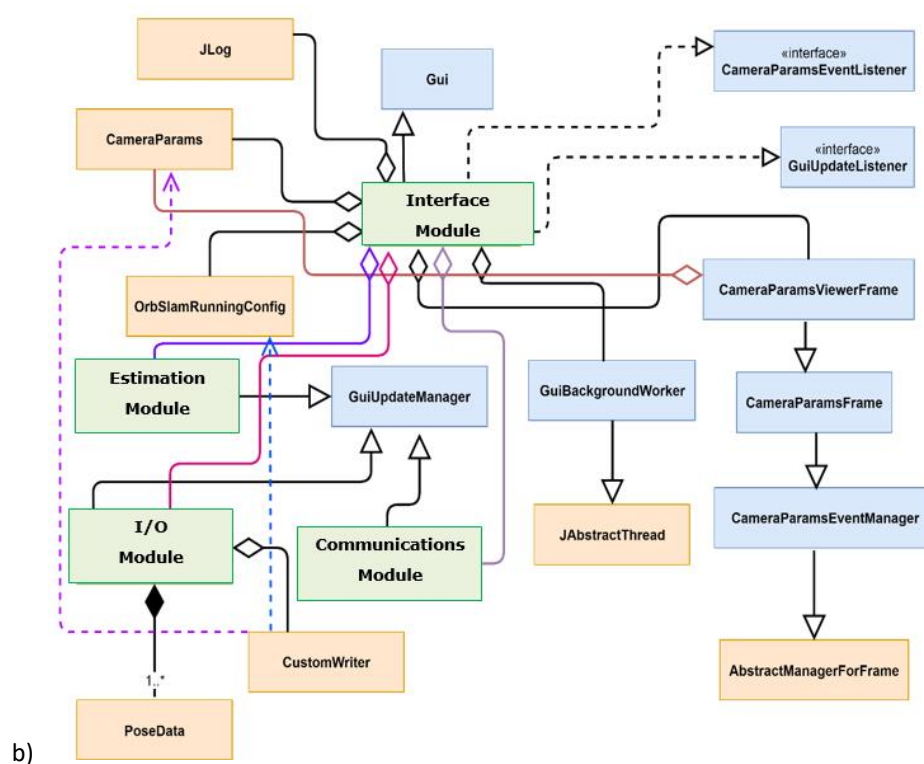 JLog
Gui
«interface»
CameraParamsEventListener
CameraParams
«interface»
GuiUpdateListener
Interface
Module
OrbSlamRunningConfig
CameraParamsViewerFrame
Estimation
Module
GuiUpdateManager
GuiBackgroundWorker
CameraParamsFrame
I/O
Module
Communications
Module
JAbstractThread
CameraParamsEventManager
CustomWriter
AbstractManagerForFrame
1..*
PoseData
b)